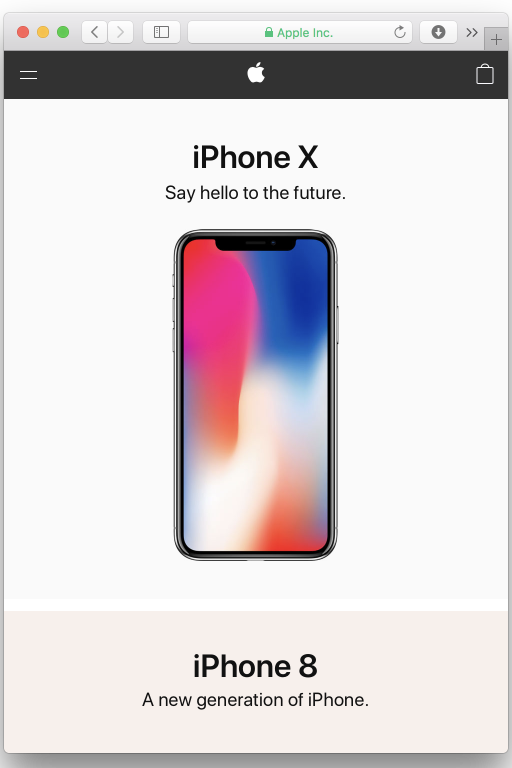 Apple Inc.
iPhone X
Say hello to the future.
iPhone 8
A new generation of iPhone.